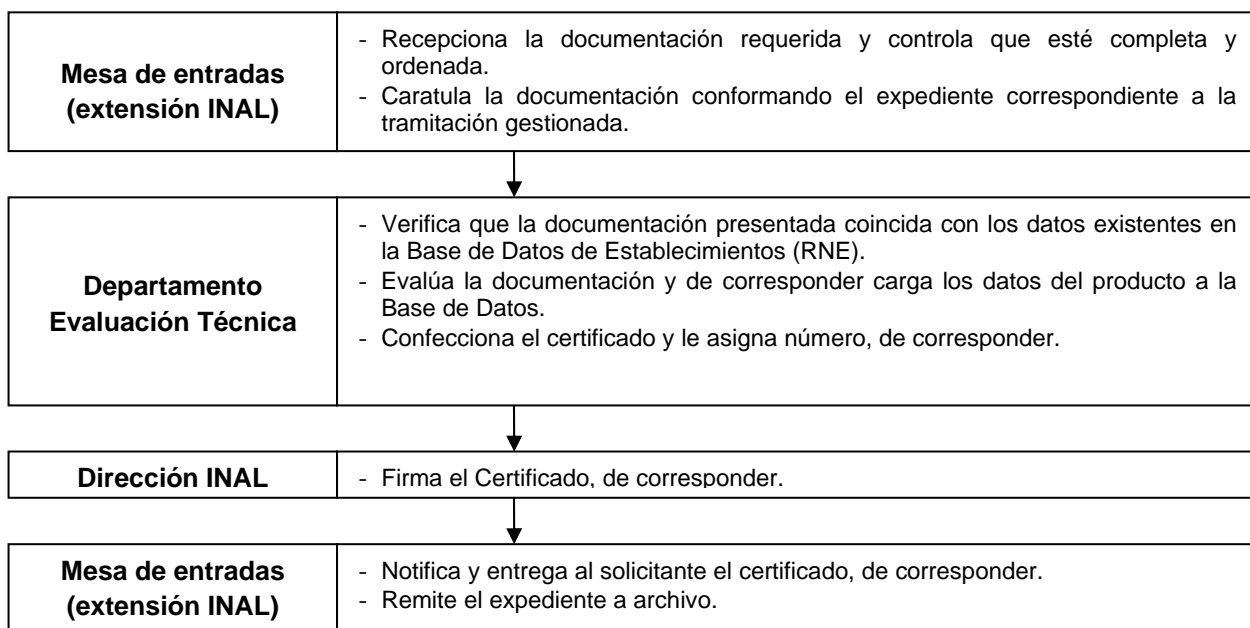 Mesa de entradas
(extensión INAL)
- Recepciona la documentación requerida y controla que esté completa y
ordenada.
- Caratula la documentación conformando el expediente correspondiente a la
tramitación gestionada.
Departamento
Evaluación Técnica
- Verifica que la documentación presentada coincida con los datos existentes en
la Base de Datos de Establecimientos (RNE).
- Evalúa la documentación y de corresponder carga los datos del producto a la
Base de Datos.
- Confecciona el certificado y le asigna número, de corresponder.
Dirección INAL
- Firma el Certificado, de corresponder.
Mesa de entradas
(extensión INAL)
- Notifica y entrega al solicitante el certificado, de corresponder.
- Remite el expediente a archivo.